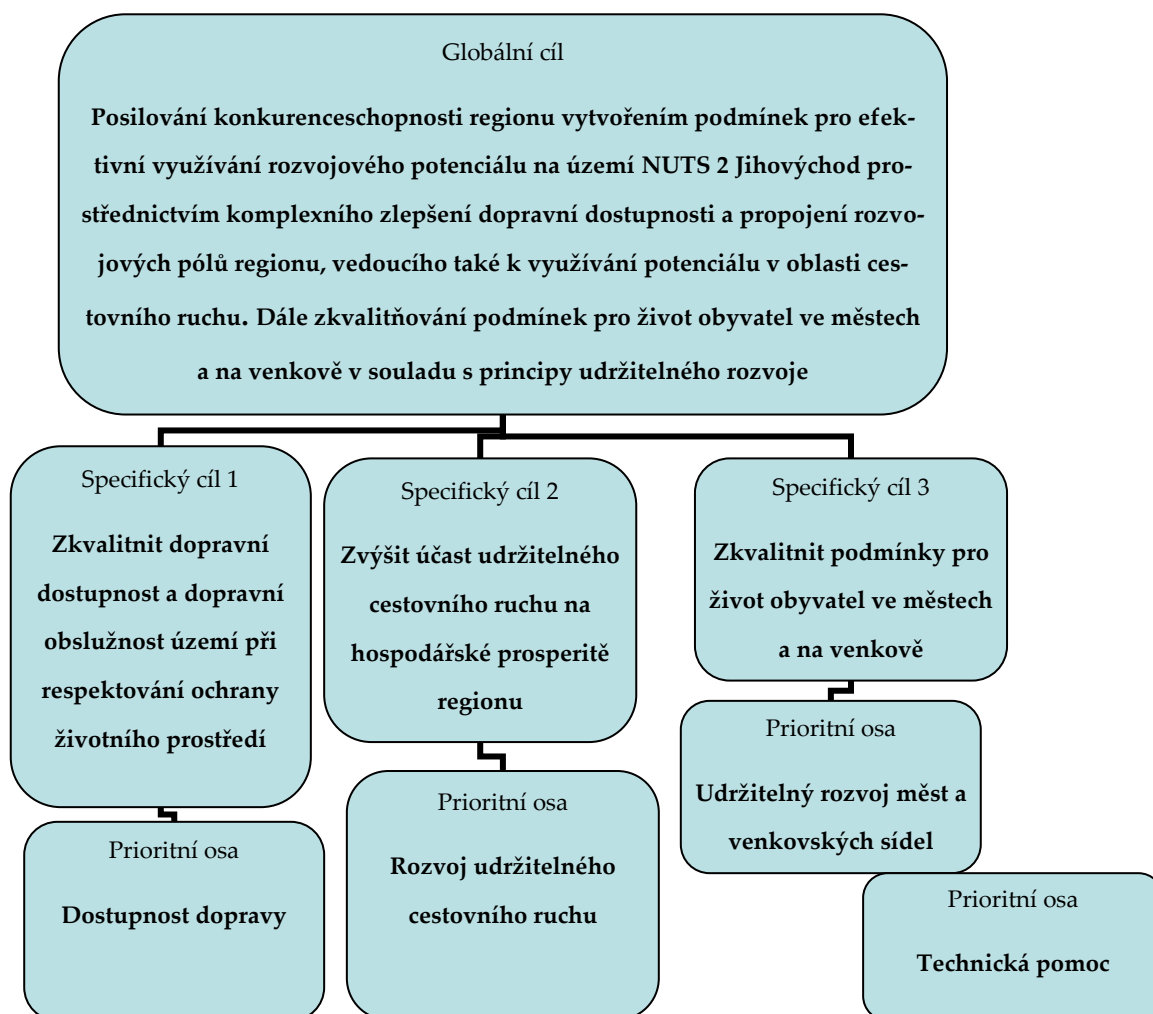 Globální cíl
Posilování konkurenceschopnosti regionu vytvořením podmínek pro efek-
tivní využívání rozvojového potenciálu na území NUTS 2 Jihovýchod pro-
střednictvím komplexního zlepšení dopravní dostupnosti a propojení rozvo-
jových pólů regionu, vedoucího také k využívání potenciálu v oblasti ces-
tovního ruchu. Dále zkvalitňování podmínek pro život obyvatel ve městech
a na venkově v souladu s principy udržitelného rozvoje
Specifický cíl 1
Zkvalitnit dopravní
dostupnost a dopravní
obslužnost území při
respektování ochrany
životního prostředí
Specifický cíl 2
Zvýšit účast udržitelného
cestovního ruchu na
hospodářské prosperitě
regionu
Specifický cíl 3
Zkvalitnit podmínky pro
život obyvatel ve městech
a na venkově
Prioritní osa
Dostupnost dopravy
Prioritní osa
Rozvoj udržitelného
cestovního ruchu
Prioritní osa
Udržitelný rozvoj měst a
venkovských sídel
Prioritní osa
Technická pomoc